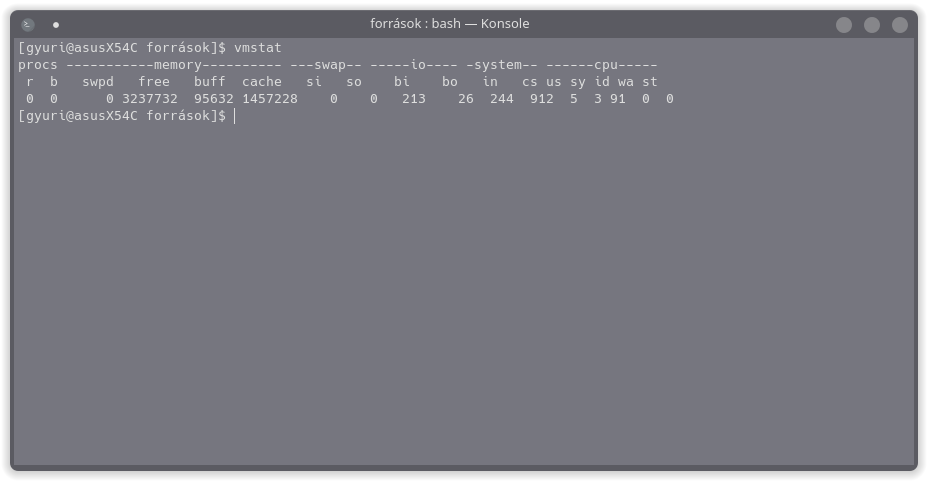 források : bash — Konsole
[gyuri@asusX54C források]$ vmstat
procs -----------memory---------- ---swap-- -----io---- -system-- ------cpu-----
 r  b   swpd   free   buff  cache   si   so    bi    bo   in   cs us sy id wa st
 0  0      0 3237732  95632 1457228    0    0   213    26  244  912  5  3 91  0  0
[gyuri@asusX54C források]$